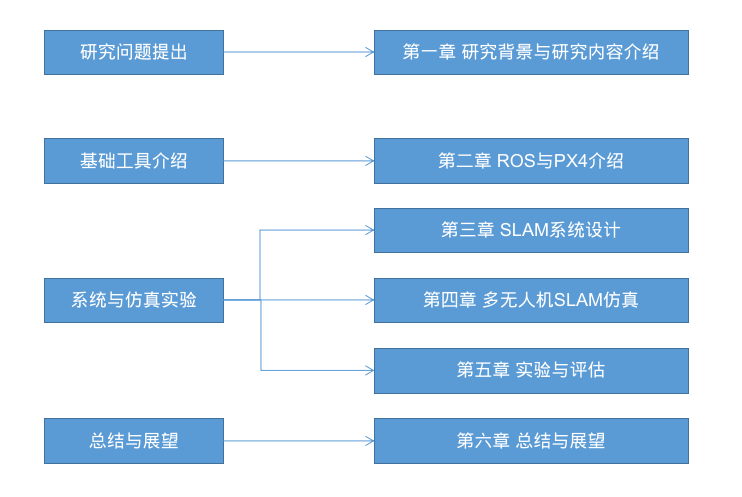 研究问题提出
第一章 研究背景与研究内容介绍
基础工具介绍
第二章 ROS与PX4介绍
第三章 SLAM系统设计
系统与仿真实验
第四章 多无人机SLAM仿真
第五章 实验与评估
总结与展望
第六章 总结与展望